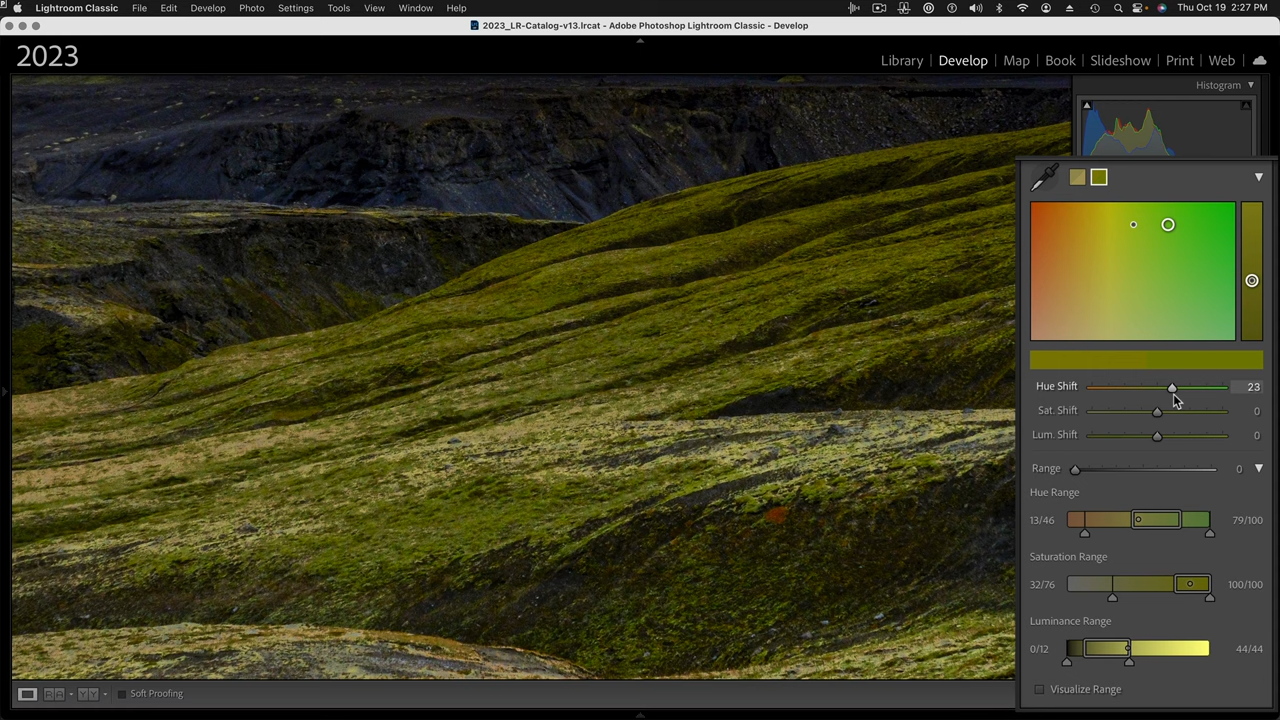 Lightroom Classic File Edit Develop Photo Settings Tools View Window Help Thu Oct 19 2:27 PM
2023_LR-Catalog-v13.lrcat - Adobe Photoshop Lightroom Classic - Develop
2023 Library | Develop | Map | Book | Slideshow | Print | Web
Histogram
Hue Shift 23
Sat. Shift 0
Lum. Shift 0
Range 0
Hue Range
13/46 79/100
Saturation Range
32/76 100/100
Luminance Range
0/12 44/44
Visualize Range
R A Y Y Soft Proofing